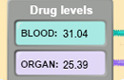 Drug levels
BLOOD: 31.04
ORGAN: 25.39